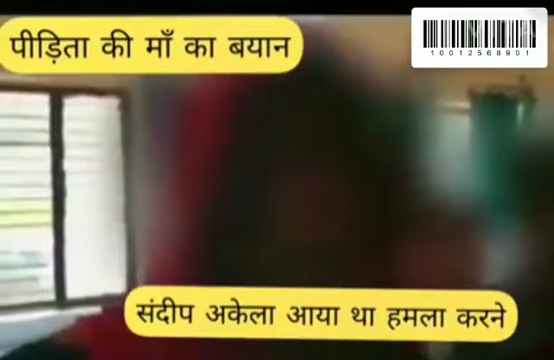 पीड़िता की माँ का बयान
10012568901
संदीप अकेला आया था हमला करने